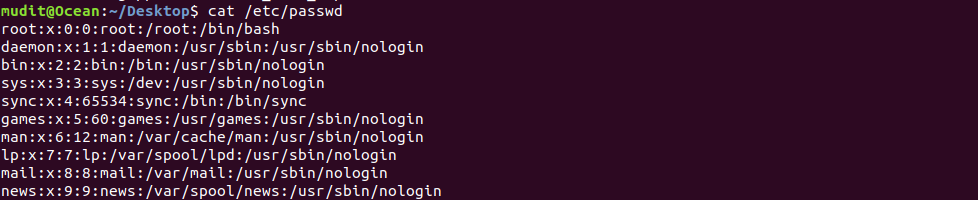 mudit@Ocean:~/Desktop$ cat /etc/passwd
root:x:0:0:root:/root:/bin/bash
daemon:x:1:1:daemon:/usr/sbin:/usr/sbin/nologin
bin:x:2:2:bin:/bin:/usr/sbin/nologin
sys:x:3:3:sys:/dev:/usr/sbin/nologin
sync:x:4:65534:sync:/bin:/bin/sync
games:x:5:60:games:/usr/games:/usr/sbin/nologin
man:x:6:12:man:/var/cache/man:/usr/sbin/nologin
lp:x:7:7:lp:/var/spool/lpd:/usr/sbin/nologin
mail:x:8:8:mail:/var/mail:/usr/sbin/nologin
news:x:9:9:news:/var/spool/news:/usr/sbin/nologin